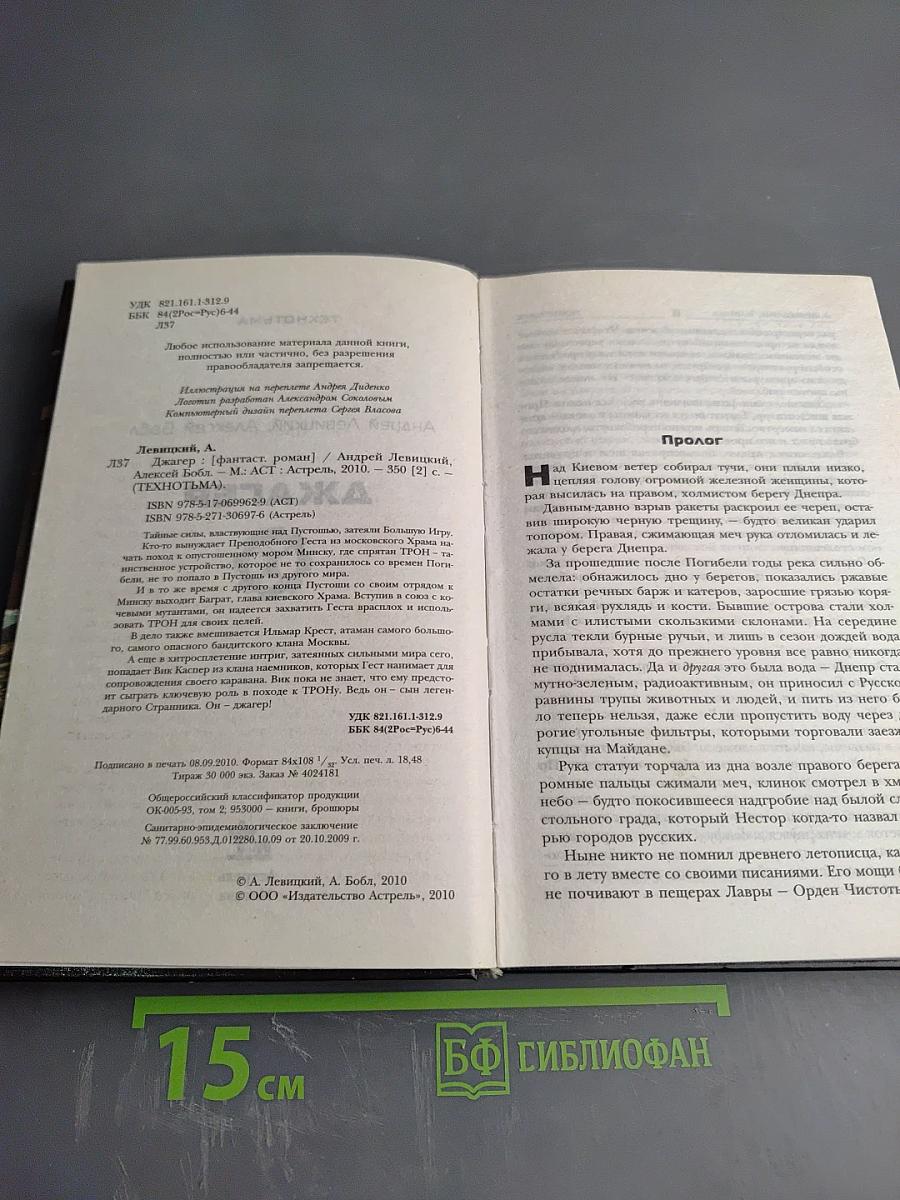 УДК 821.161.1-312.9
ББК 84(2Рос=Рус)6-44
Л37
Любое использование материала данной книги,
полностью или частично, без разрешения
правообладателя запрещается.
Иллюстрация на переплете Андрея Диденко
Логотип разработан Александром Соколовым
Компьютерный дизайн переплета Сергея Власова
Левицкий, А.
Л37 Джагер : [фантаст. роман] / Андрей Левицкий,
Алексей Бобл. – М.: АСТ : Астрель, 2010. – 350 [2] с. –
(ТЕХНОТЬМА).
ISBN 978-5-17-069962-9 (АСТ)
ISBN 978-5-271-30697-6 (Астрель)
Тайные силы, властвующие над Пустошью, затеяли Большую Игру.
Кто-то вынуждает Преподобного Геста из московского Храма на-
чать поход к опустошенному мором Минску, где спрятан ТРОН – та-
инственное устройство, которое не то сохранилось со времен Поги-
бели, не то попало в Пустошь из другого мира.
И в то же время с другого конца Пустоши со своим отрядом к
Минску выходит Баграт, глава киевского Храма. Вступив в союз с ко-
чевыми мутантами, он надеется захватить Геста врасплох и исполь-
зовать ТРОН для своих целей.
В дело также вмешивается Ильмар Крест, атаман самого большо-
го, самого опасного бандитского клана Москвы.
А еще в хитросплетение интриг, затеянных сильными мира сего,
попадает Вик Каспер из клана наемников, которых Гест нанимает для
сопровождения своего каравана. Вик пока не знает, что ему предсто-
ит сыграть ключевую роль в походе к ТРОНу. Ведь он – сын леген-
дарного Странника. Он – джагер!
УДК 821.161.1-312.9
ББК 84(2Рос=Рус)6-44
Подписано в печать 08.09.2010. Формат 84х108 1/32. Усл. печ. л. 18,48
Тираж 30 000 экз. Заказ № 4024181
Общероссийский классификатор продукции
ОК-005-93, том 2; 953000 – книги, брошюры
Санитарно-эпидемиологическое заключение
№ 77.99.60.953.Д.012280.10.09 от 20.10.2009 г.
© А. Левицкий, А. Бобл, 2010
© ООО «Издательство Астрель», 2010
Пролог
Над Киевом ветер собирал тучи, они плыли низко,
цепляя голову огромной железной женщины, кото-
рая высилась на правом, холмистом берегу Днепра.
Давным-давно взрыв ракеты раскроил ее череп, оста-
вив широкую черную трещину, – будто великан ударил
топором. Правая, сжимающая меч рука отломилась и ле-
жала у берега Днепра.
За прошедшие после Погибели годы река сильно об-
мелела: обнажилось дно у берегов, показались ржавые
остатки речных барж и катеров, заросшие грязью коря-
ги, всякая рухлядь и кости. Бывшие острова стали хол-
мами с илистыми скользкими склонами. На середине
русла текли бурные ручьи, и лишь в сезон дождей вода
прибывала, хотя до прежнего уровня все равно никогда
не поднималась. Да и другая это была вода – Днепр ста
мутно-зеленым, радиоактивным, он приносил с Русско
равнины трупы животных и людей, и пить из него б
ло теперь нельзя, даже если пропустить воду через д
рогие угольные фильтры, которыми торговали заезж
купцы на Майдане.
Рука статуи торчала из дна возле правого берега
ромные пальцы сжимали меч, клинок смотрел в хм
небо – будто покосившееся надгробие над былой сл
стольного града, который Нестор когда-то назвал
рью городов русских.
Ныне никто не помнил древнего летописца, ка
го в лету вместе со своими писаниями. Его мощи б
не почивают в пещерах Лавры – Орден Чистоть
15 см
БФ БИБЛИОФАН